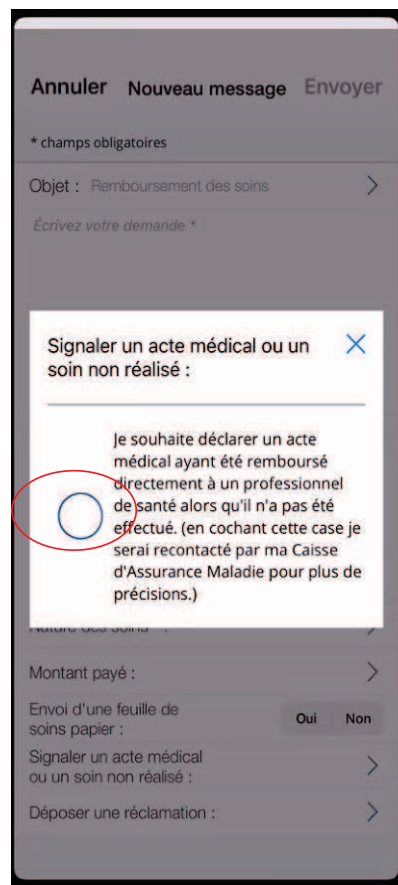 Annuler Nouveau message Envoyer
* champs obligatoires
Objet : Remboursement des soins
Écrivez votre demande *
Signaler un acte médical ou un
soin non réalisé :
Je souhaite déclarer un acte
médical ayant été remboursé
directement à un professionnel
de santé alors qu'il n'a pas été
effectué. (en cochant cette case je
serai recontacté par ma Caisse
d'Assurance Maladie pour plus de
précisions.)
Nature des soins * :
Montant payé :
Envoi d'une feuille de
soins papier :
Oui Non
Signaler un acte médical
ou un soin non réalisé :
Déposer une réclamation :